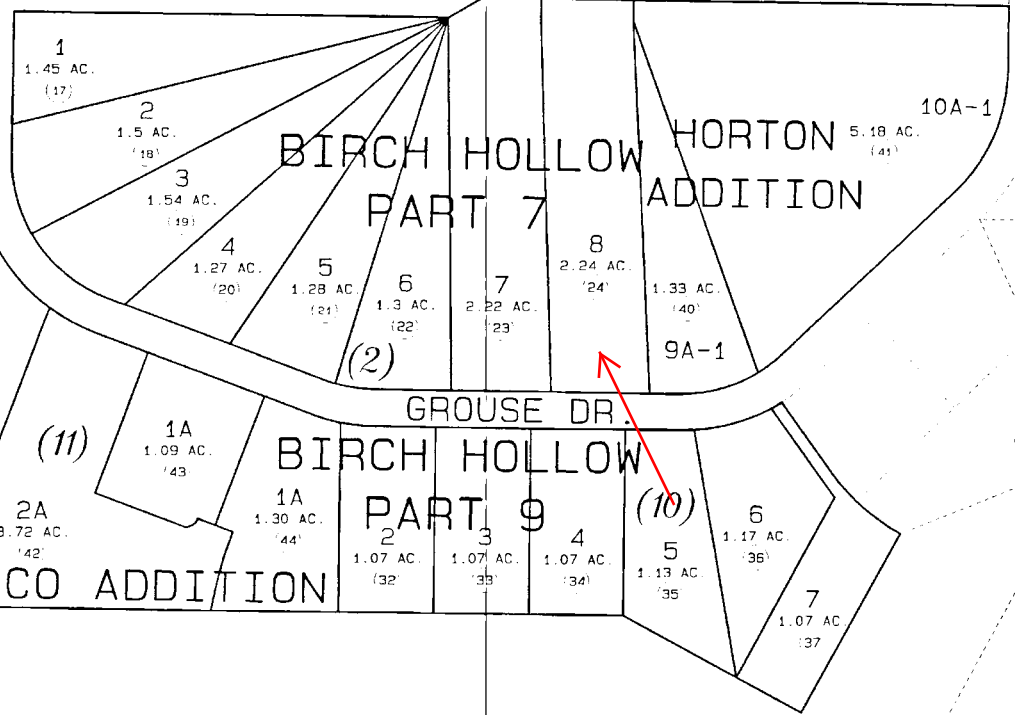 1
1.45 AC.
(17)
2
1.5 AC.
(18)
3
1.54 AC.
(19)
4
1.27 AC.
(20)
5
1.28 AC.
(21)
6
1.3 AC.
(22)
7
2.22 AC.
(23)
8
2.24 AC.
(24)
1.33 AC.
(40)
9A-1
10A-1
5.18 AC.
(41)
BIRCH HOLLOW
PART 7
HORTON
ADDITION
(2)
GROUSE DR.
BIRCH HOLLOW
PART 9
(11)
(10)
1A
1.09 AC.
(43)
2A
3.72 AC.
(42)
1A
1.30 AC.
(44)
2
1.07 AC.
(32)
3
1.07 AC.
(33)
4
1.07 AC.
(34)
5
1.13 AC.
(35
6
1.17 AC.
(36)
7
1.07 AC.
(37
CO ADDITION